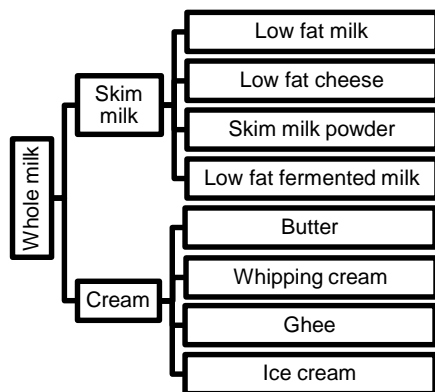 Whole milk
Skim
milk
Low fat milk
Low fat cheese
Skim milk powder
Low fat fermented milk
Cream
Butter
Whipping cream
Ghee
Ice cream